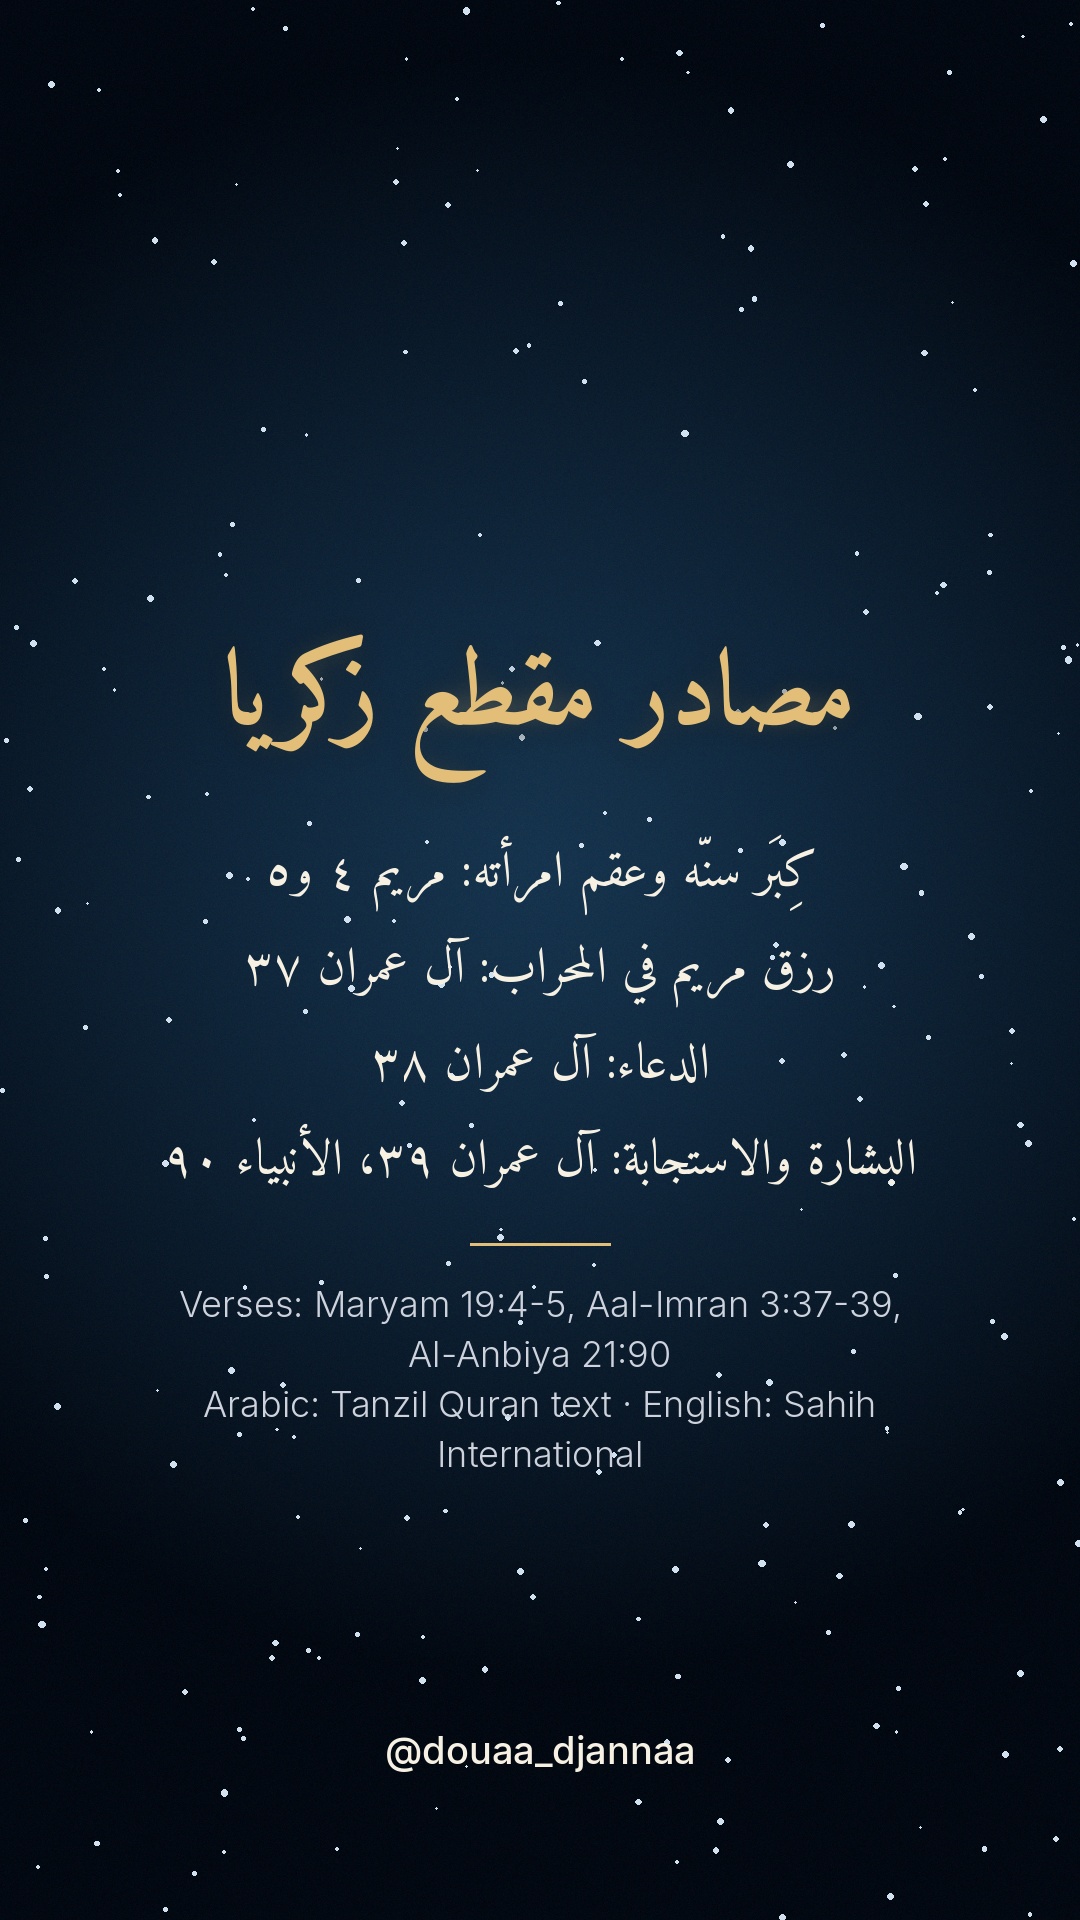 مصادر مقطع زكريا
كِبَر سنّه وعقم امرأته: مريم ٤ و٥
رزق مريم في المحراب: آل عمران ٣٧
الدعاء: آل عمران ٣٨
البشارة والاستجابة: آل عمران ٣٩، الأنبياء ٩٠
Verses: Maryam 19:4-5, Aal-Imran 3:37-39,
Al-Anbiya 21:90
Arabic: Tanzil Quran text · English: Sahih
International
@douaa_djannaa